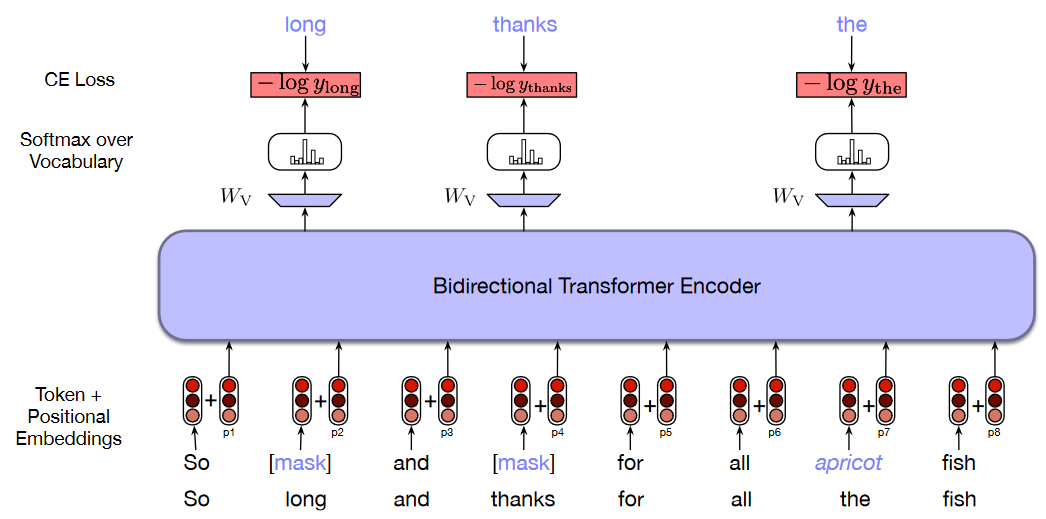 long thanks the
CE Loss − log y_long − log y_thanks − log y_the
Softmax over
Vocabulary
W_V W_V W_V
Bidirectional Transformer Encoder
Token +
Positional
Embeddings
+ + + + + + + +
p1 p2 p3 p4 p5 p6 p7 p8
So [mask] and [mask] for all apricot fish
So long and thanks for all the fish